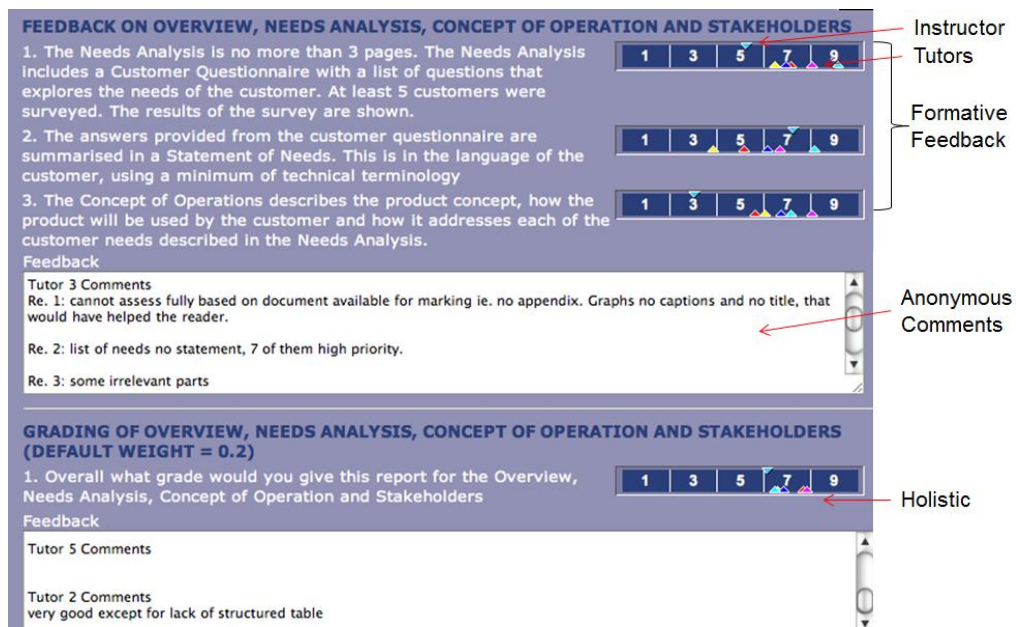 FEEDBACK ON OVERVIEW, NEEDS ANALYSIS, CONCEPT OF OPERATION AND STAKEHOLDERS
1. The Needs Analysis is no more than 3 pages. The Needs Analysis
includes a Customer Questionnaire with a list of questions that
explores the needs of the customer. At least 5 customers were
surveyed. The results of the survey are shown.
1 3 5 7 9
2. The answers provided from the customer questionnaire are
summarised in a Statement of Needs. This is in the language of the
customer, using a minimum of technical terminology
1 3 5 7 9
3. The Concept of Operations describes the product concept, how the
product will be used by the customer and how it addresses each of the
customer needs described in the Needs Analysis.
1 3 5 7 9
Instructor
Tutors
Formative
Feedback
Feedback
Tutor 3 Comments
Re. 1: cannot assess fully based on document available for marking ie. no appendix. Graphs no captions and no title, that
would have helped the reader.
Re. 2: list of needs no statement, 7 of them high priority.
Re. 3: some irrelevant parts
Anonymous
Comments
GRADING OF OVERVIEW, NEEDS ANALYSIS, CONCEPT OF OPERATION AND STAKEHOLDERS
(DEFAULT WEIGHT = 0.2)
1. Overall what grade would you give this report for the Overview,
Needs Analysis, Concept of Operation and Stakeholders
1 3 5 7 9
Holistic
Feedback
Tutor 5 Comments
Tutor 2 Comments
very good except for lack of structured table